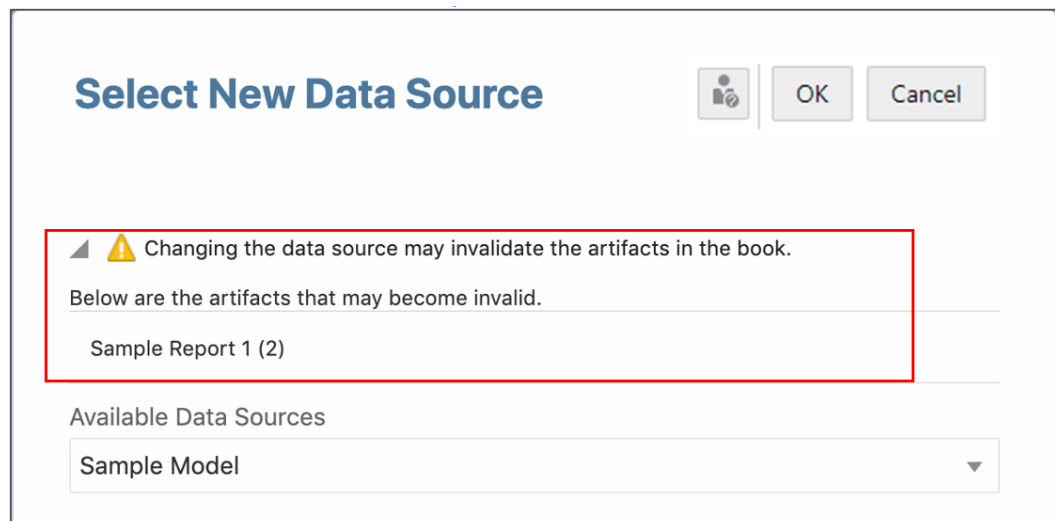 Select New Data Source
OK
Cancel
Changing the data source may invalidate the artifacts in the book.
Below are the artifacts that may become invalid.
Sample Report 1 (2)
Available Data Sources
Sample Model